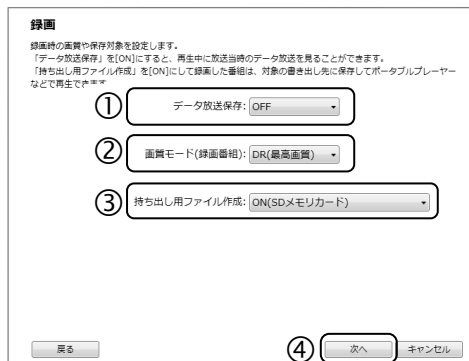 録画
録画時の画質や保存対象を設定します。
「データ放送保存」を[ON]にすると、再生中に放送当時のデータ放送を見ることができます。
「持ち出し用ファイル作成」を[ON]にして録画した番組は、対象の書き出し先に保存してポータブルプレーヤー
などで再生できます。
① データ放送保存: OFF
② 画質モード(録画番組): DR(最高画質)
③ 持ち出し用ファイル作成: ON(SDメモリカード)
戻る ④ 次へ キャンセル